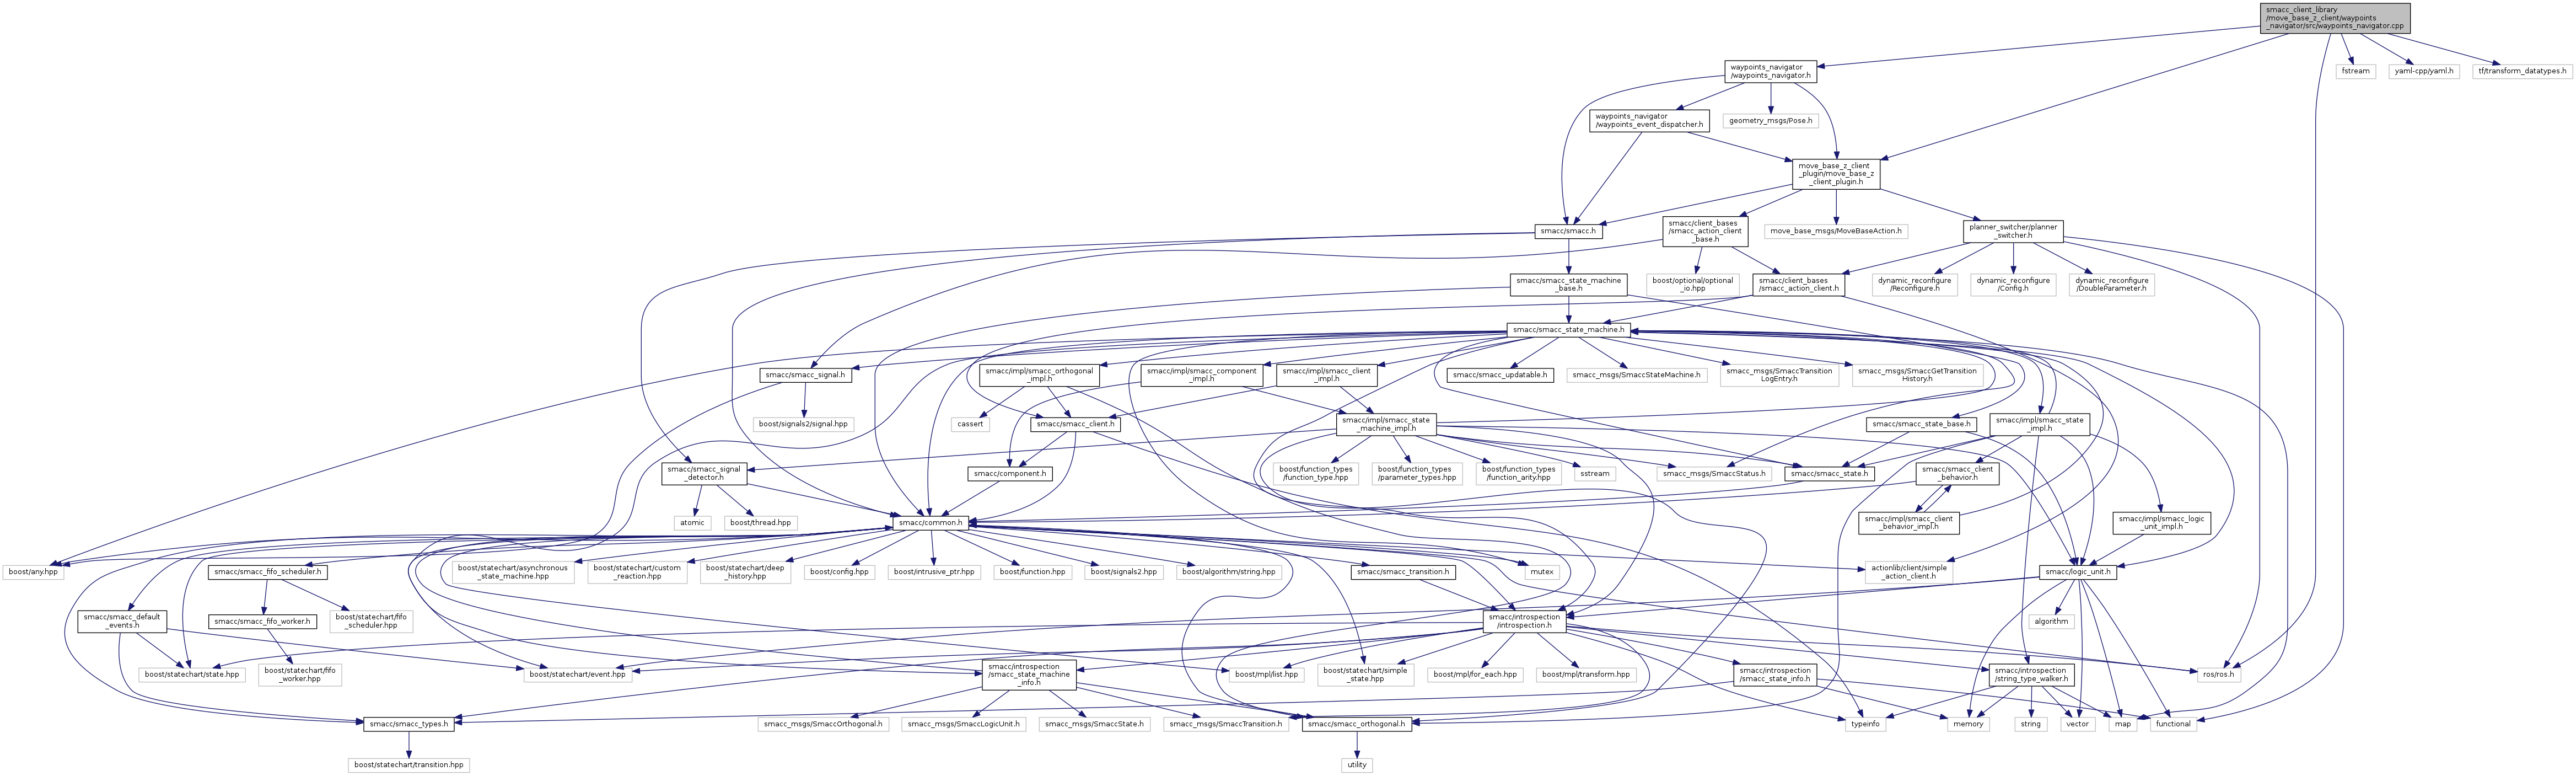 smacc_client_library
/move_base_z_client/waypoints
_navigator/src/waypoints_navigator.cpp
waypoints_navigator
/waypoints_navigator.h
fstream
yaml-cpp/yaml.h
tf/transform_datatypes.h
waypoints_navigator
/waypoints_event_dispatcher.h
geometry_msgs/Pose.h
move_base_z_client
_plugin/move_base_z
_client_plugin.h
smacc/smacc.h
smacc/client_bases
/smacc_action_client
_base.h
move_base_msgs/MoveBaseAction.h
planner_switcher/planner
_switcher.h
smacc/smacc_state_machine
_base.h
boost/optional/optional
_io.hpp
smacc/client_bases
/smacc_action_client.h
dynamic_reconfigure
/Reconfigure.h
dynamic_reconfigure
/Config.h
dynamic_reconfigure
/DoubleParameter.h
smacc/smacc_state_machine.h
smacc/smacc_signal.h
smacc/impl/smacc_orthogonal
_impl.h
smacc/impl/smacc_component
_impl.h
smacc/impl/smacc_client
_impl.h
smacc/smacc_updatable.h
smacc_msgs/SmaccStateMachine.h
smacc_msgs/SmaccTransition
LogEntry.h
smacc_msgs/SmaccGetTransition
History.h
boost/signals2/signal.hpp
cassert
smacc/smacc_client.h
smacc/impl/smacc_state
_machine_impl.h
smacc/smacc_state_base.h
smacc/impl/smacc_state
_impl.h
smacc/smacc_signal
_detector.h
smacc/component.h
boost/function_types
/function_type.hpp
boost/function_types
/parameter_types.hpp
boost/function_types
/function_arity.hpp
sstream
smacc_msgs/SmaccStatus.h
smacc/smacc_state.h
smacc/smacc_client
_behavior.h
atomic
boost/thread.hpp
smacc/common.h
smacc/impl/smacc_client
_behavior_impl.h
smacc/impl/smacc_logic
_unit_impl.h
boost/any.hpp
smacc/smacc_fifo_scheduler.h
boost/statechart/asynchronous
_state_machine.hpp
boost/statechart/custom
_reaction.hpp
boost/statechart/deep
_history.hpp
boost/config.hpp
boost/intrusive_ptr.hpp
boost/function.hpp
boost/signals2.hpp
boost/algorithm/string.hpp
smacc/smacc_transition.h
mutex
actionlib/client/simple
_action_client.h
smacc/logic_unit.h
smacc/smacc_default
_events.h
smacc/smacc_fifo_worker.h
boost/statechart/fifo
_scheduler.hpp
smacc/introspection
/introspection.h
algorithm
boost/statechart/state.hpp
boost/statechart/fifo
_worker.hpp
boost/statechart/event.hpp
smacc/introspection
/smacc_state_machine
_info.h
boost/mpl/list.hpp
boost/statechart/simple
_state.hpp
boost/mpl/for_each.hpp
boost/mpl/transform.hpp
smacc/introspection
/smacc_state_info.h
smacc/introspection
/string_type_walker.h
ros/ros.h
smacc/smacc_types.h
smacc_msgs/SmaccOrthogonal.h
smacc_msgs/SmaccLogicUnit.h
smacc_msgs/SmaccState.h
smacc_msgs/SmaccTransition.h
smacc/smacc_orthogonal.h
typeinfo
memory
string
vector
map
functional
boost/statechart/transition.hpp
utility